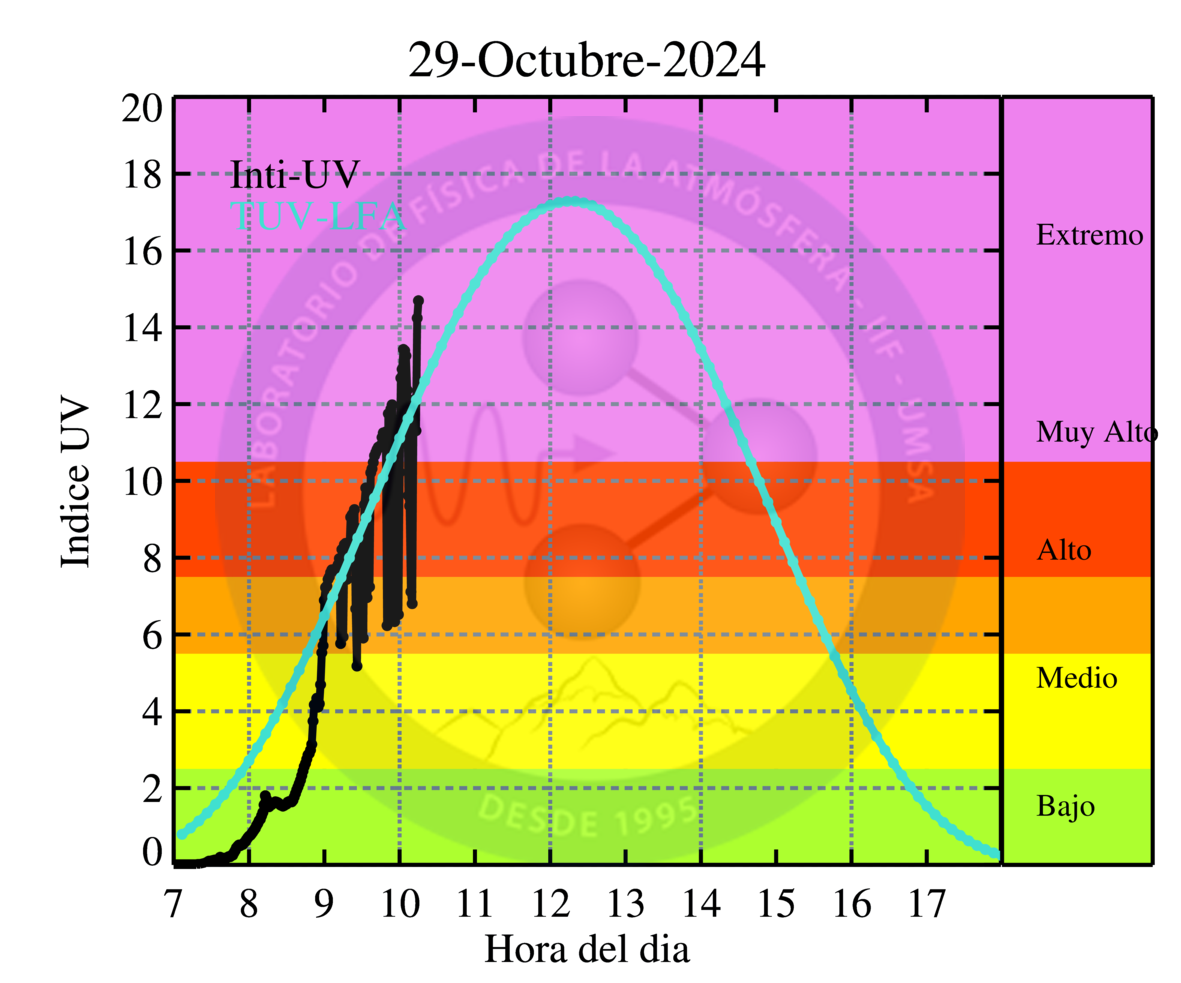 29-Octubre-2024
Indice UV
20
18
16
14
12
10
8
6
4
2
0
Inti-UV
TUV-LFA
LABORATORIO DE FÍSICA DE LA ATMÓSFERA - IIF - UMSA
DESDE 1995
Extremo
Muy Alto
Alto
Medio
Bajo
7 8 9 10 11 12 13 14 15 16 17
Hora del dia